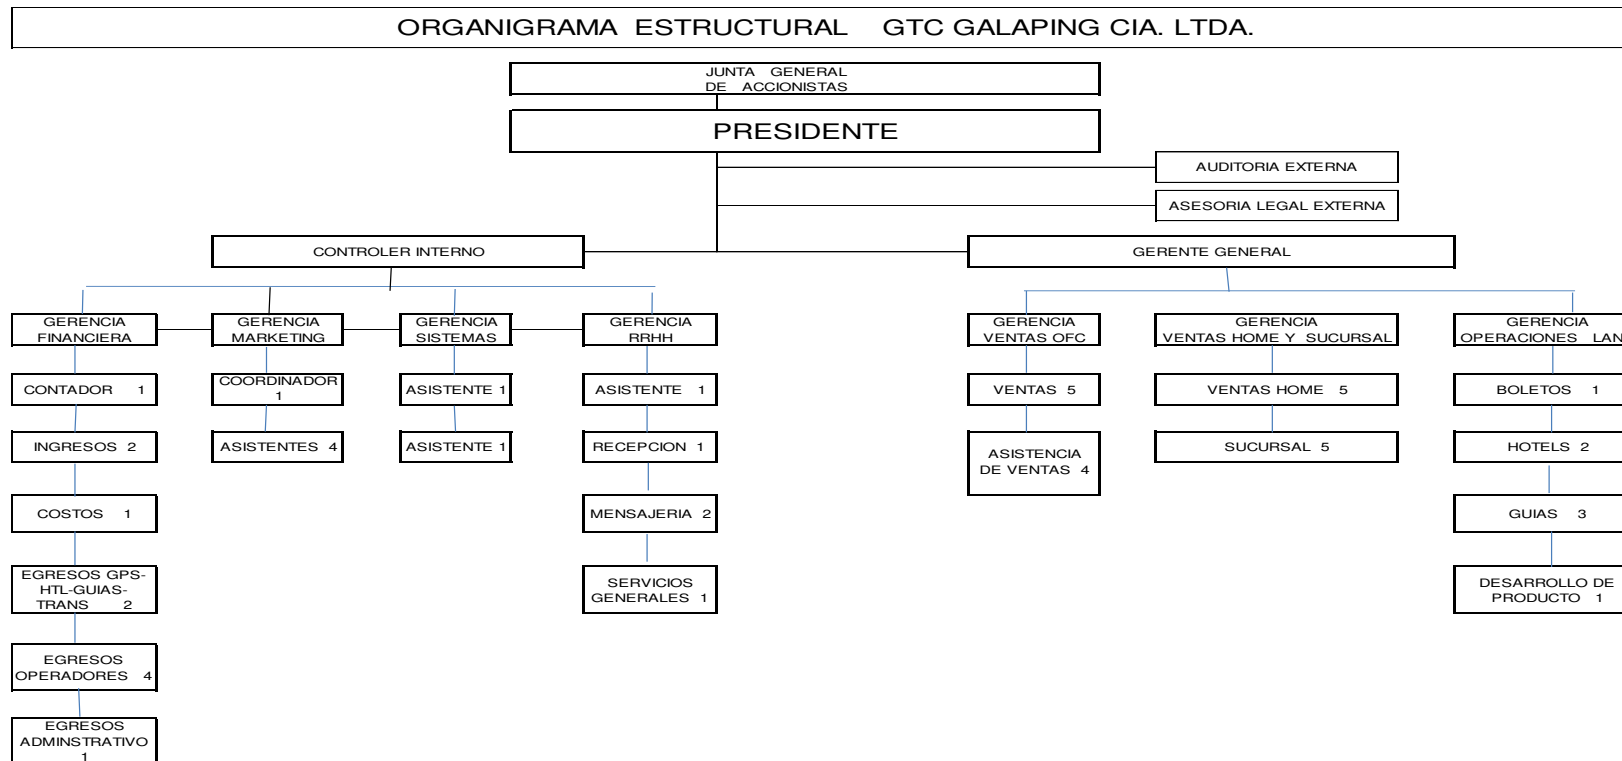 ORGANIGRAMA ESTRUCTURAL GTC GALAPING CIA. LTDA.
JUNTA GENERAL
DE ACCIONISTAS
PRESIDENTE
AUDITORIA EXTERNA
ASESORIA LEGAL EXTERNA
CONTROLER INTERNO
GERENTE GENERAL
GERENCIA
FINANCIERA
GERENCIA
MARKETING
GERENCIA
SISTEMAS
GERENCIA
RRHH
GERENCIA
VENTAS OFC
GERENCIA
VENTAS HOME Y SUCURSAL
GERENCIA
OPERACIONES LAN
CONTADOR 1
COORDINADOR
1
ASISTENTE 1
ASISTENTE 1
VENTAS 5
VENTAS HOME 5
BOLETOS 1
INGRESOS 2
ASISTENTES 4
ASISTENTE 1
RECEPCION 1
ASISTENCIA
DE VENTAS 4
SUCURSAL 5
HOTELS 2
COSTOS 1
MENSAJERIA 2
GUIAS 3
EGRESOS GPS-
HTL-GUIAS-
TRANS 2
SERVICIOS
GENERALES 1
DESARROLLO DE
PRODUCTO 1
EGRESOS
OPERADORES 4
EGRESOS
ADMINSTRATIVO
1